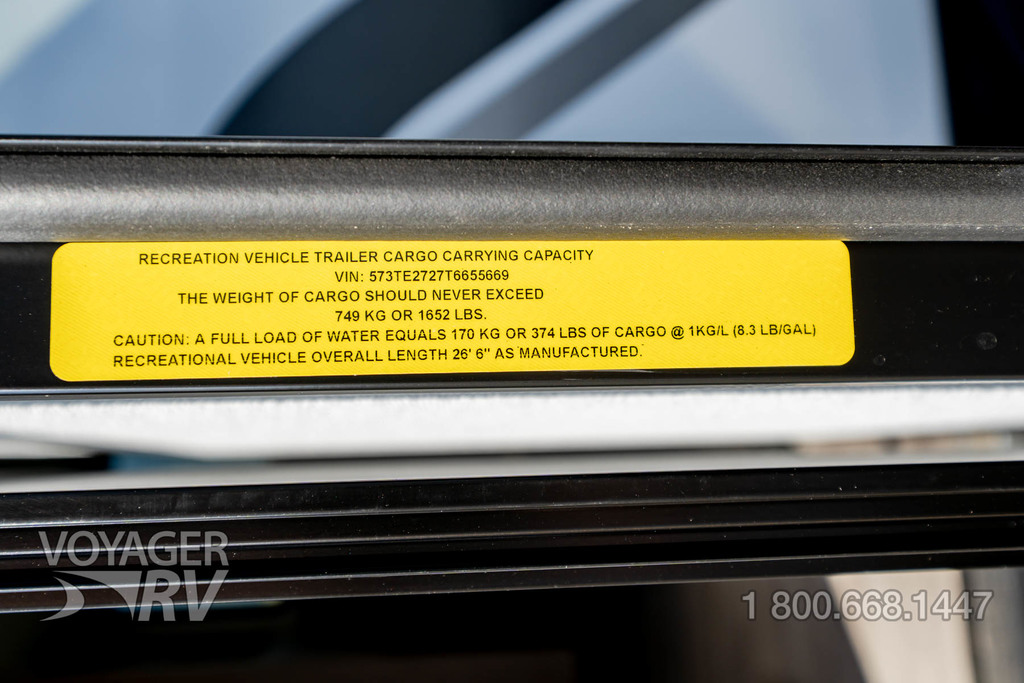 RECREATION VEHICLE TRAILER CARGO CARRYING CAPACITY
VIN: 573TE2727T6655669
THE WEIGHT OF CARGO SHOULD NEVER EXCEED
749 KG OR 1652 LBS.
CAUTION: A FULL LOAD OF WATER EQUALS 170 KG OR 374 LBS OF CARGO @ 1KG/L (8.3 LB/GAL)
RECREATIONAL VEHICLE OVERALL LENGTH 26' 6" AS MANUFACTURED.
VOYAGER
RV
1 800.668.1447